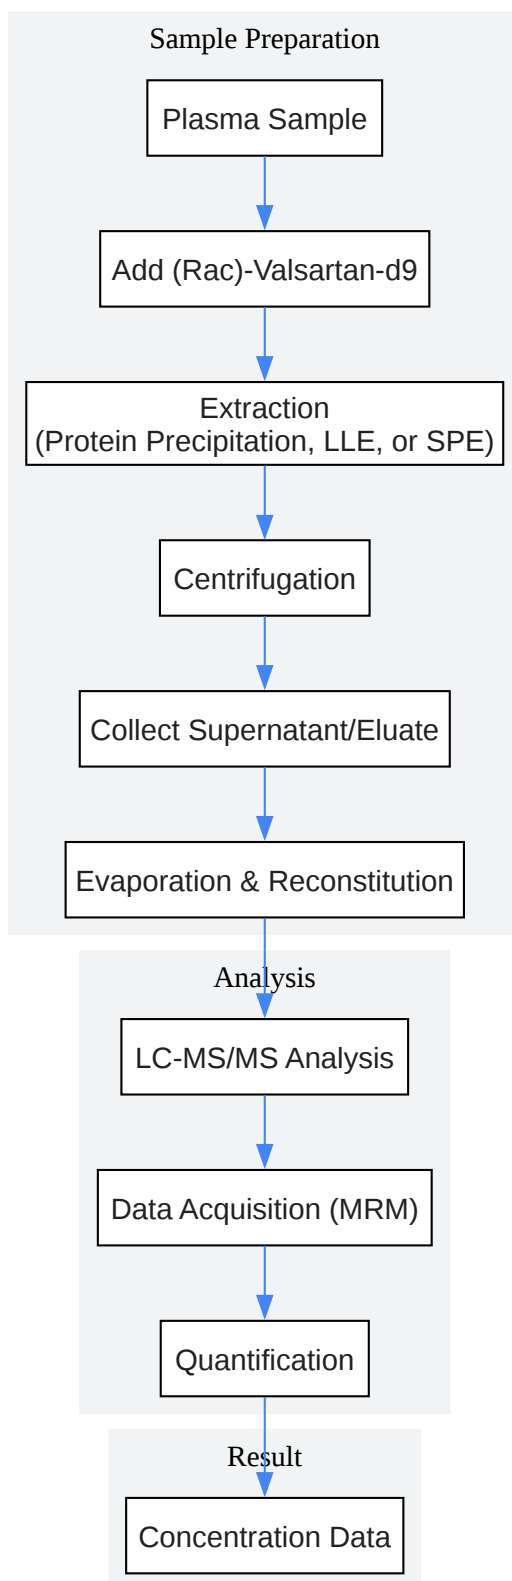 Sample Preparation
Plasma Sample
Add (Rac)-Valsartan-d9
Extraction
(Protein Precipitation, LLE, or SPE)
Centrifugation
Collect Supernatant/Eluate
Evaporation & Reconstitution
Analysis
LC-MS/MS Analysis
Data Acquisition (MRM)
Quantification
Result
Concentration Data